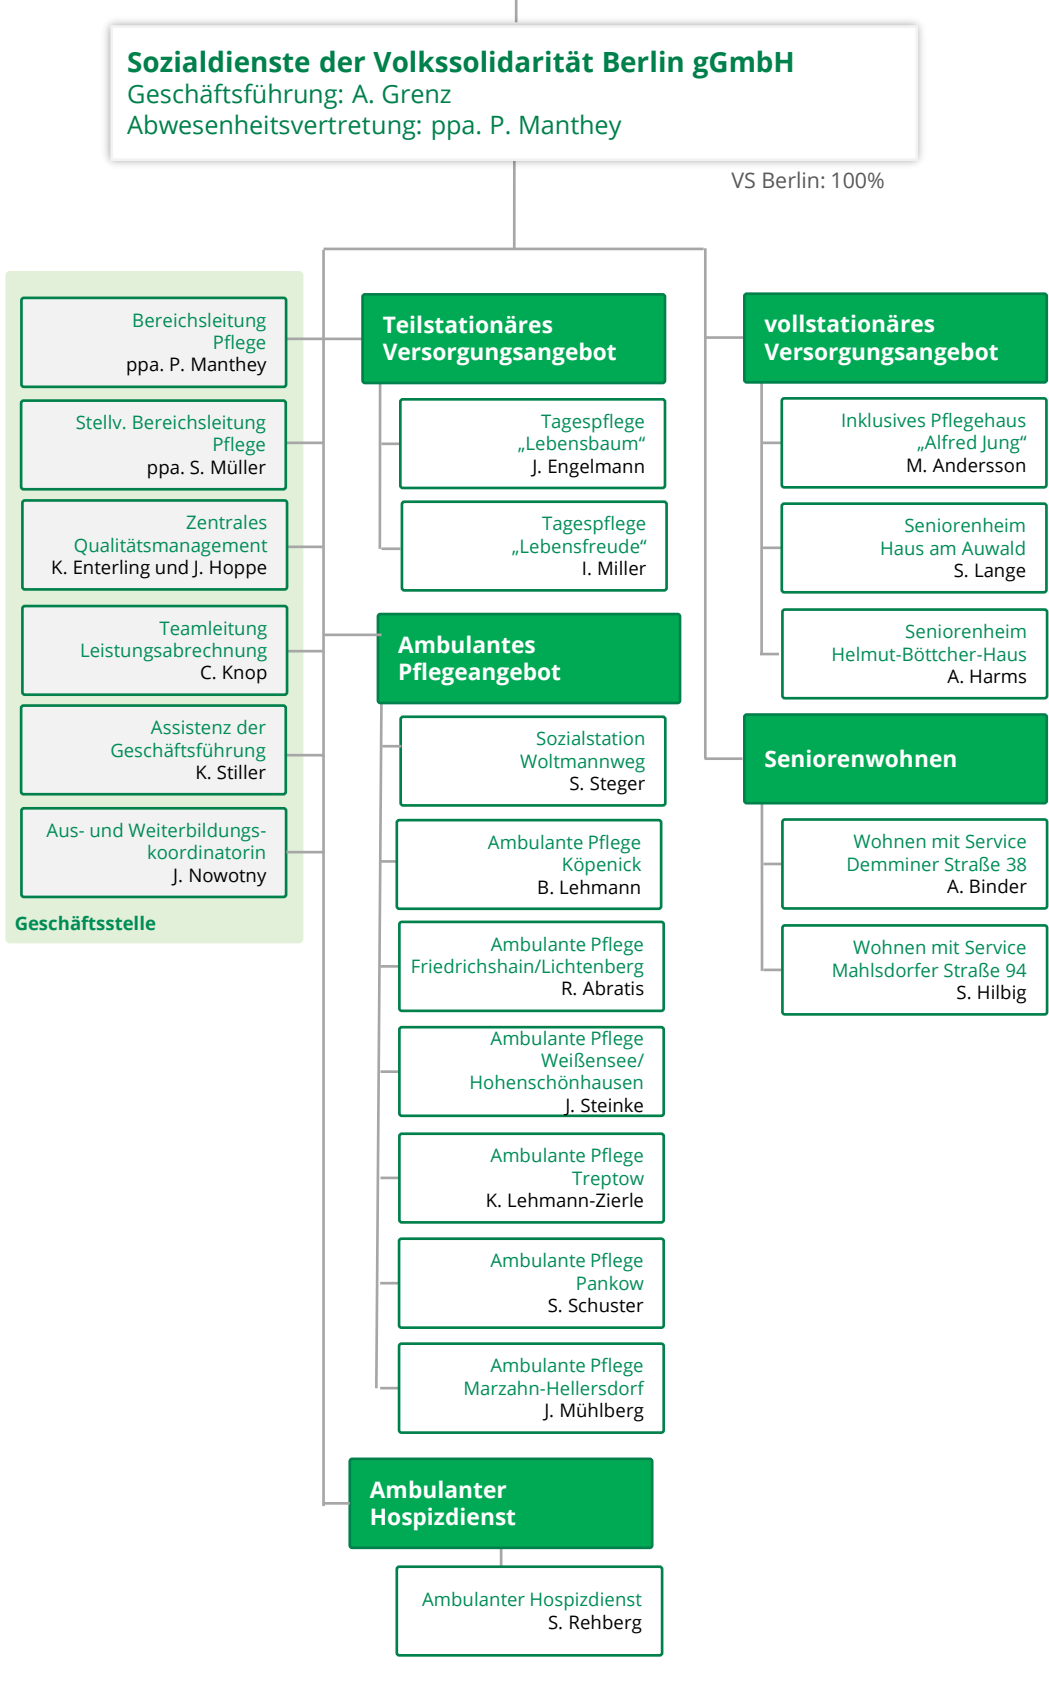 Sozialdienste der Volkssolidarität Berlin gGmbH
Geschäftsführung: A. Grenz
Abwesenheitsvertretung: ppa. P. Manthey
VS Berlin: 100%
Bereichsleitung
Pflege
ppa. P. Manthey
Stellv. Bereichsleitung
Pflege
ppa. S. Müller
Zentrales
Qualitätsmanagement
K. Enterling und J. Hoppe
Teamleitung
Leistungsabrechnung
C. Knop
Assistenz der
Geschäftsführung
K. Stiller
Aus- und Weiterbildungs-
koordinatorin
J. Nowotny
Geschäftsstelle
Teilstationäres
Versorgungsangebot
Tagespflege
„Lebensbaum“
J. Engelmann
Tagespflege
„Lebensfreude“
I. Miller
Ambulantes
Pflegeangebot
Sozialstation
Woltmannweg
S. Steger
Ambulante Pflege
Köpenick
B. Lehmann
Ambulante Pflege
Friedrichshain/Lichtenberg
R. Abratis
Ambulante Pflege
Weißensee/
Hohenschönhausen
J. Steinke
Ambulante Pflege
Treptow
K. Lehmann-Zierle
Ambulante Pflege
Pankow
S. Schuster
Ambulante Pflege
Marzahn-Hellersdorf
J. Mühlberg
Ambulanter
Hospizdienst
Ambulanter Hospizdienst
S. Rehberg
vollstationäres
Versorgungsangebot
Inklusives Pflegehaus
„Alfred Jung“
M. Andersson
Seniorenheim
Haus am Auwald
S. Lange
Seniorenheim
Helmut-Böttcher-Haus
A. Harms
Seniorenwohnen
Wohnen mit Service
Demminer Straße 38
A. Binder
Wohnen mit Service
Mahlsdorfer Straße 94
S. Hilbig